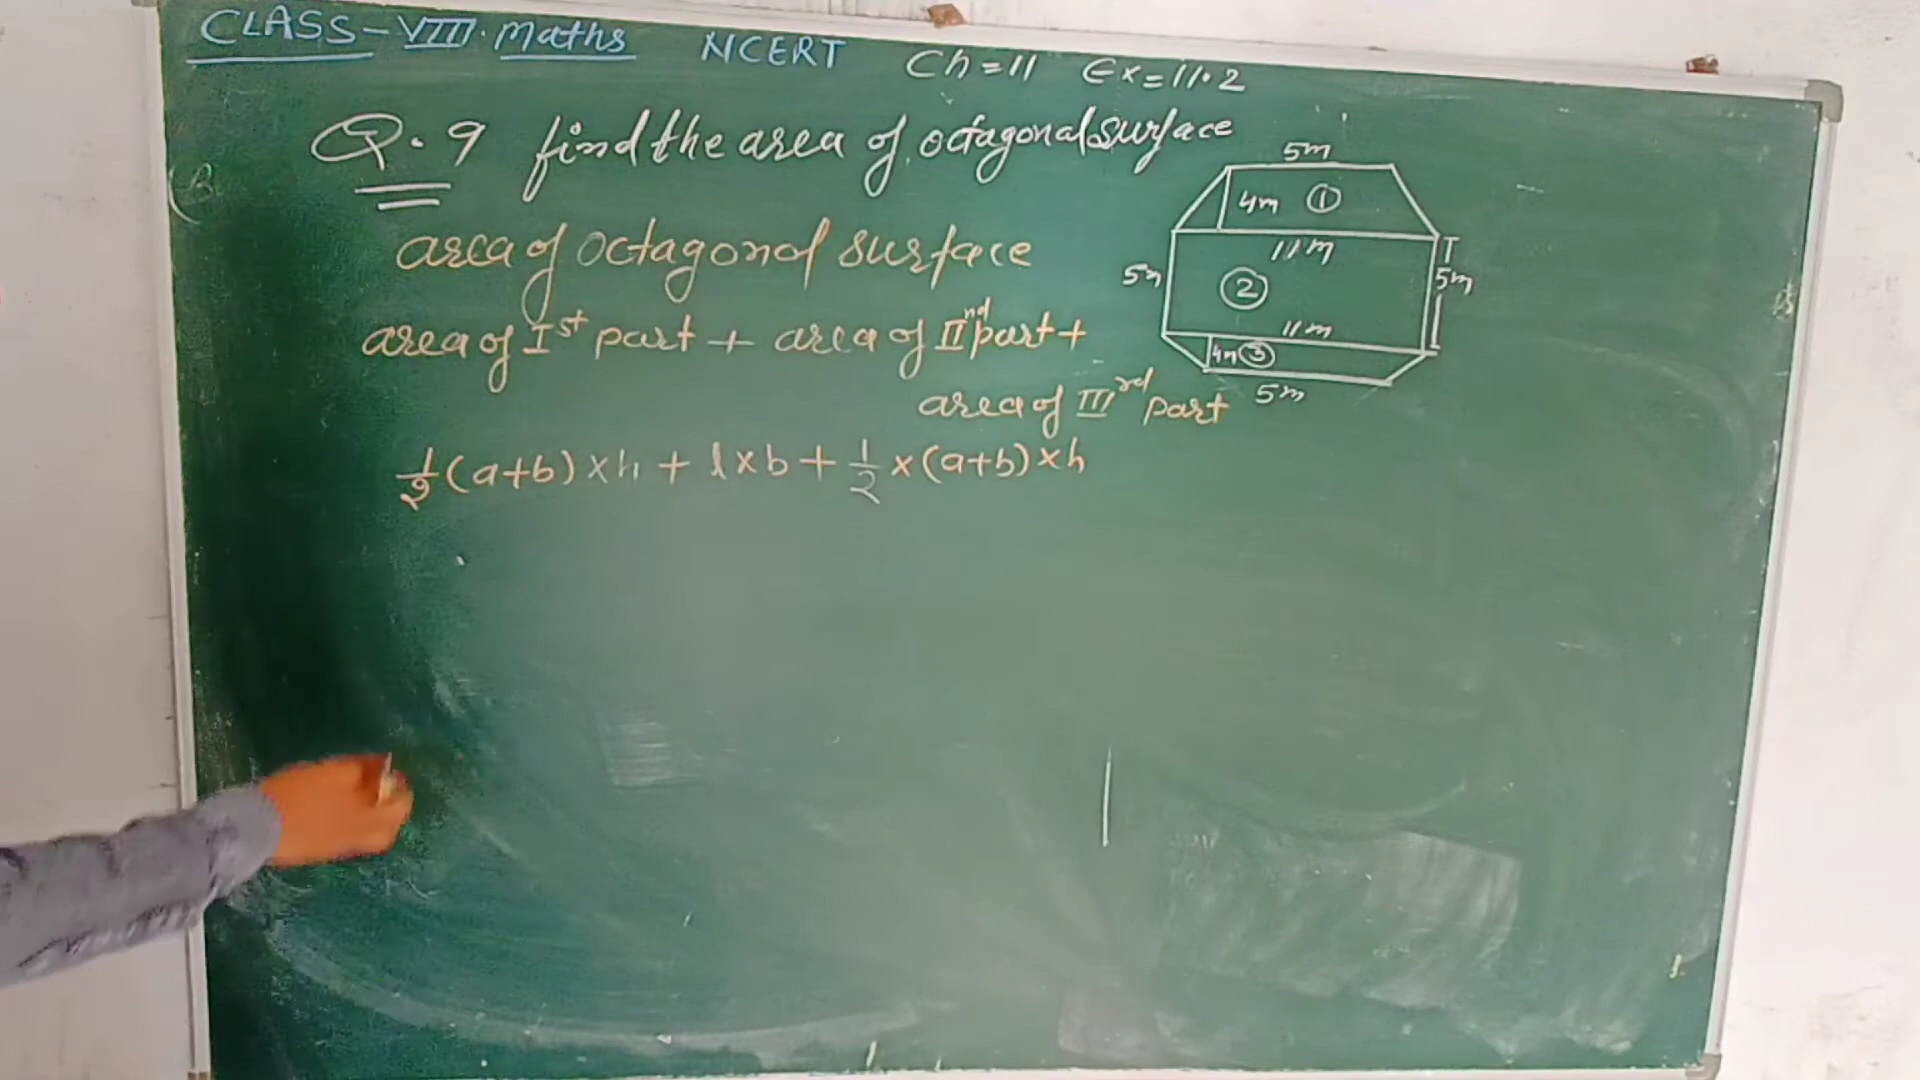 CLASS-VIII. Maths NCERT Ch=11 Ex=11.2
Q.9 find the area of octagonal surface
area of octagonal surface
area of Ist part + area of IInd part +
area of IIIrd part
1/2 (a+b) x h + l x b + 1/2 x (a+b) x h
5m
4m 1
11m
5m 2 5m
11m
4m 3
5m